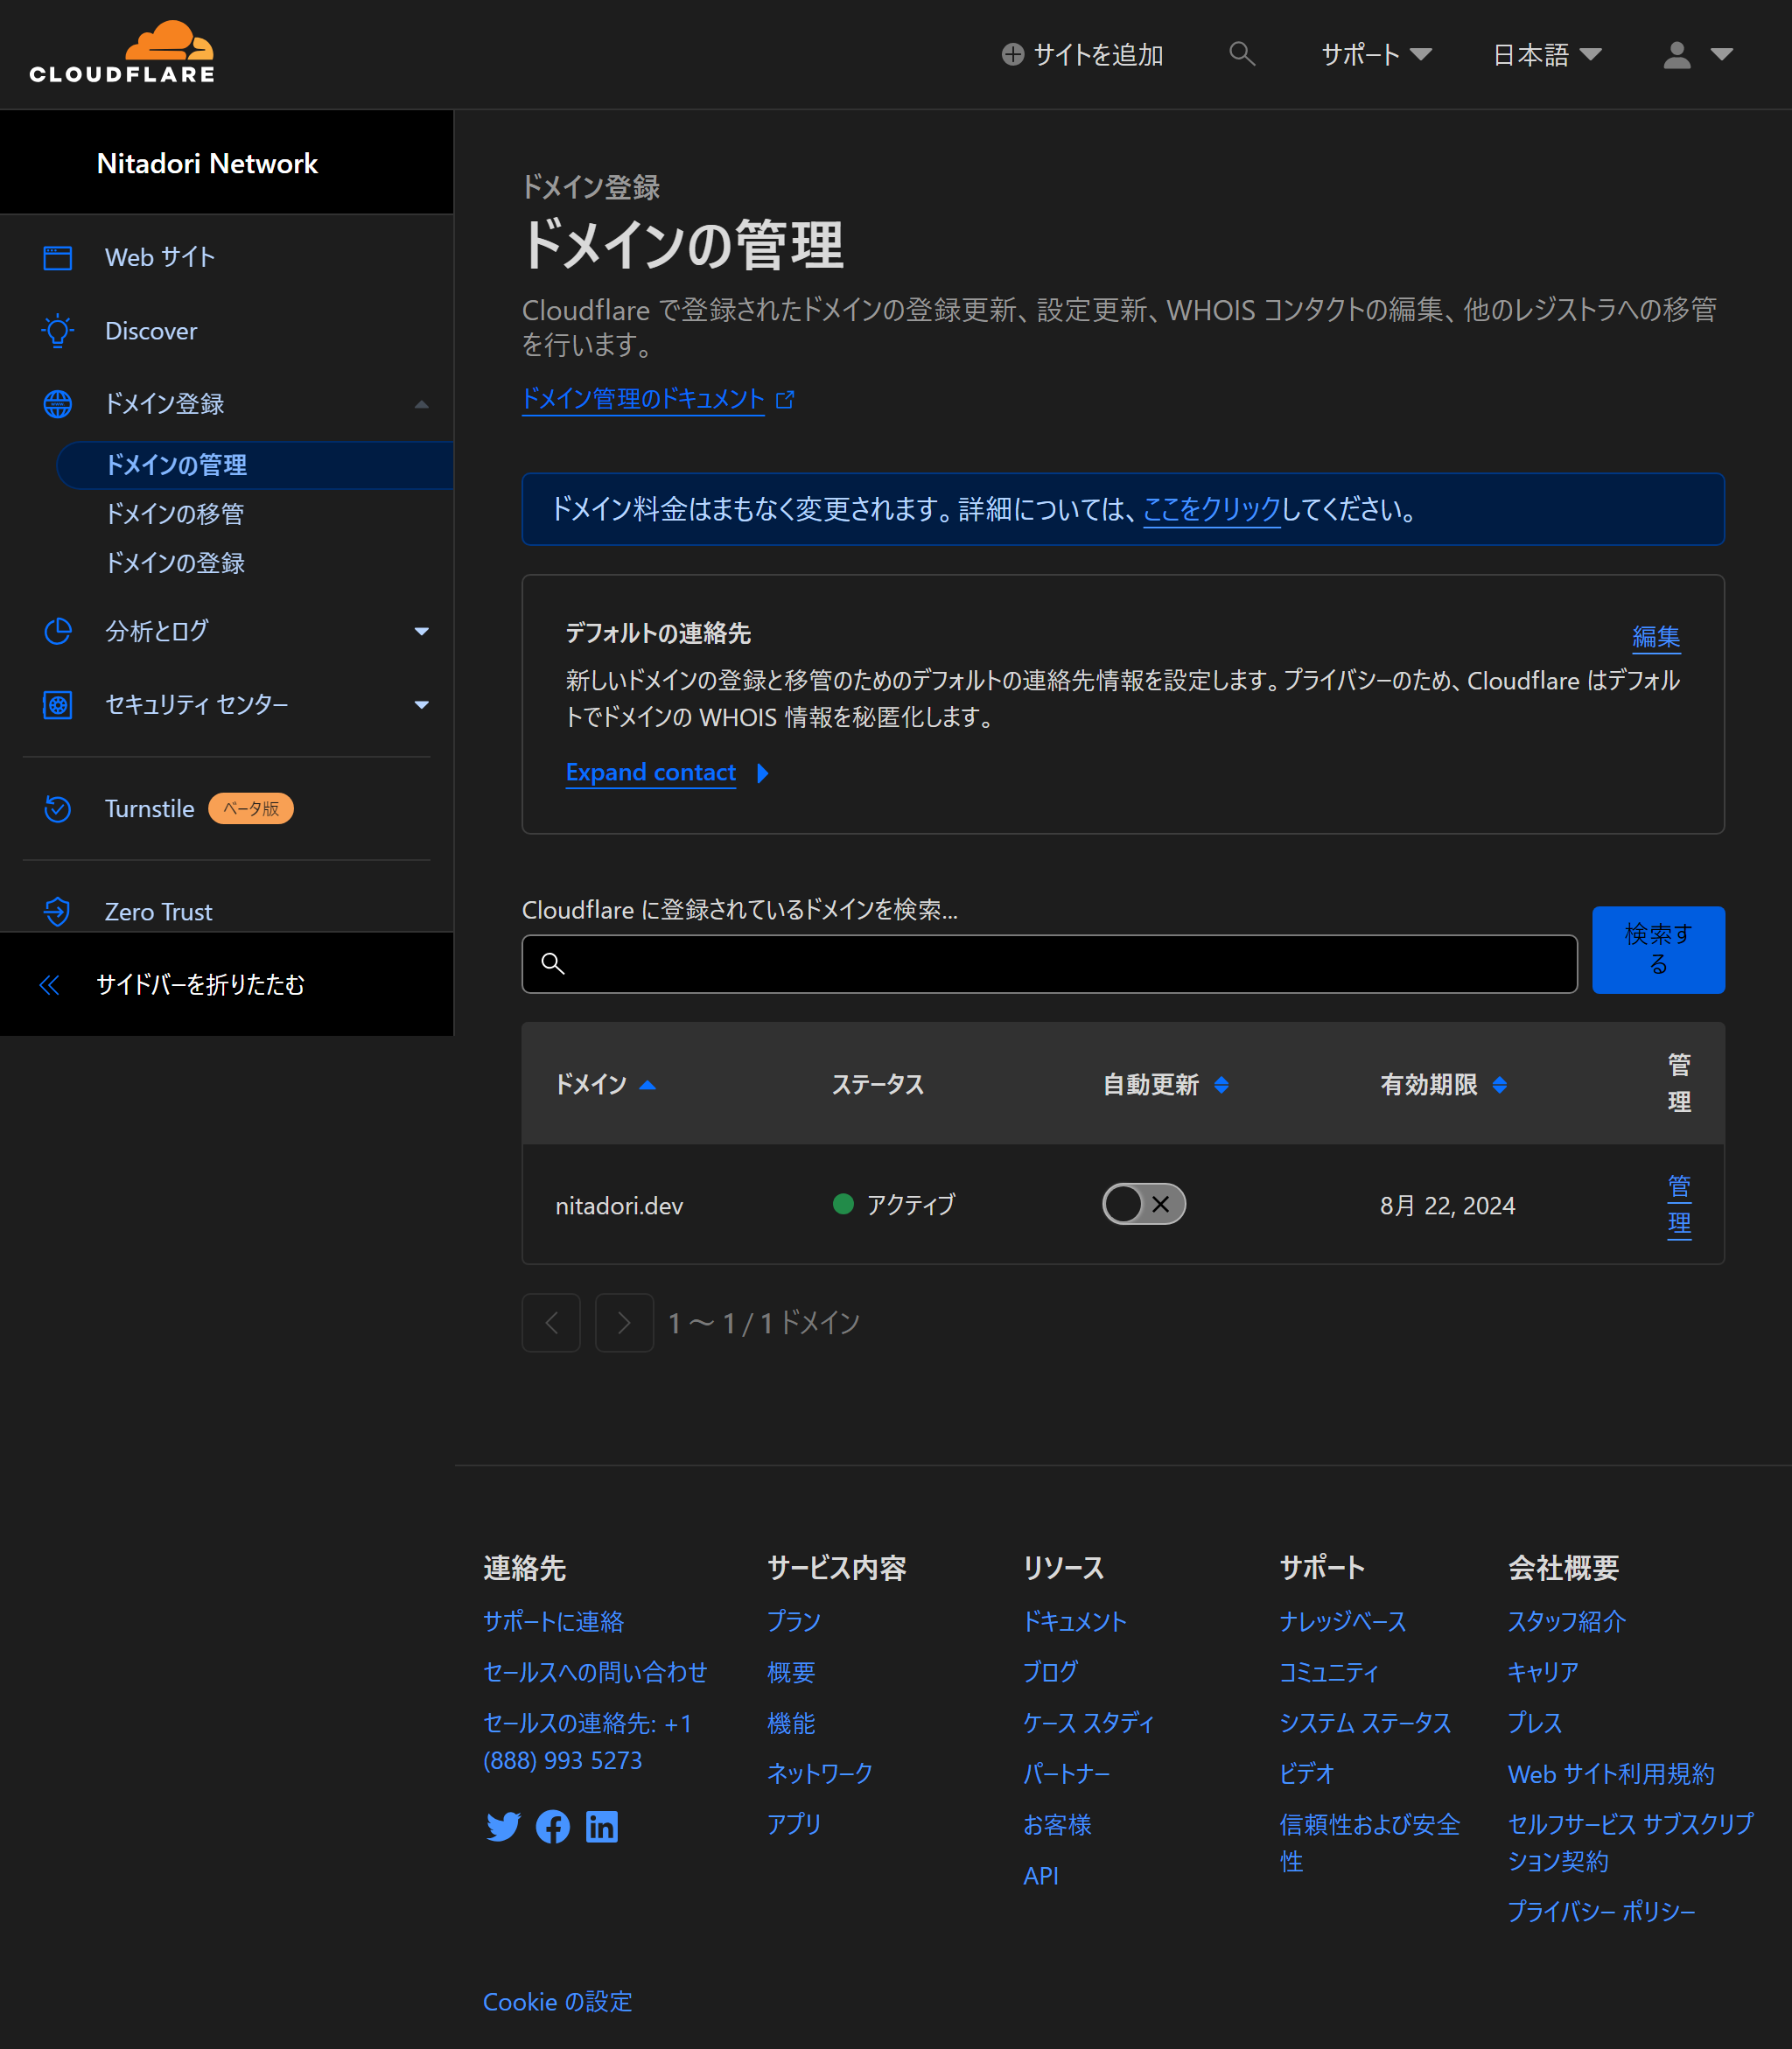 CLOUDFLARE
サイトを追加
サポート
日本語
Nitadori Network
Web サイト
Discover
ドメイン登録
ドメインの管理
ドメインの移管
ドメインの登録
分析とログ
セキュリティ センター
Turnstile ベータ版
Zero Trust
サイドバーを折りたたむ
ドメイン登録
ドメインの管理
Cloudflare で登録されたドメインの登録更新、設定更新、WHOIS コンタクトの編集、他のレジストラへの移管
を行います。
ドメイン管理のドキュメント
ドメイン料金はまもなく変更されます。詳細については、ここをクリックしてください。
デフォルトの連絡先
編集
新しいドメインの登録と移管のためのデフォルトの連絡先情報を設定します。プライバシーのため、Cloudflare はデフォル
トでドメインの WHOIS 情報を秘匿化します。
Expand contact
Cloudflare に登録されているドメインを検索...
検索す
る
ドメイン ステータス 自動更新 有効期限 管
理
nitadori.dev アクティブ 8月 22, 2024 管
理
1 〜 1 / 1 ドメイン
連絡先
サポートに連絡
セールスへの問い合わせ
セールスの連絡先: +1
(888) 993 5273
サービス内容
プラン
概要
機能
ネットワーク
アプリ
リソース
ドキュメント
ブログ
ケース スタディ
パートナー
お客様
API
サポート
ナレッジベース
コミュニティ
システム ステータス
ビデオ
信頼性および安全
性
会社概要
スタッフ紹介
キャリア
プレス
Web サイト利用規約
セルフサービス サブスクリプ
ション契約
プライバシー ポリシー
Cookie の設定